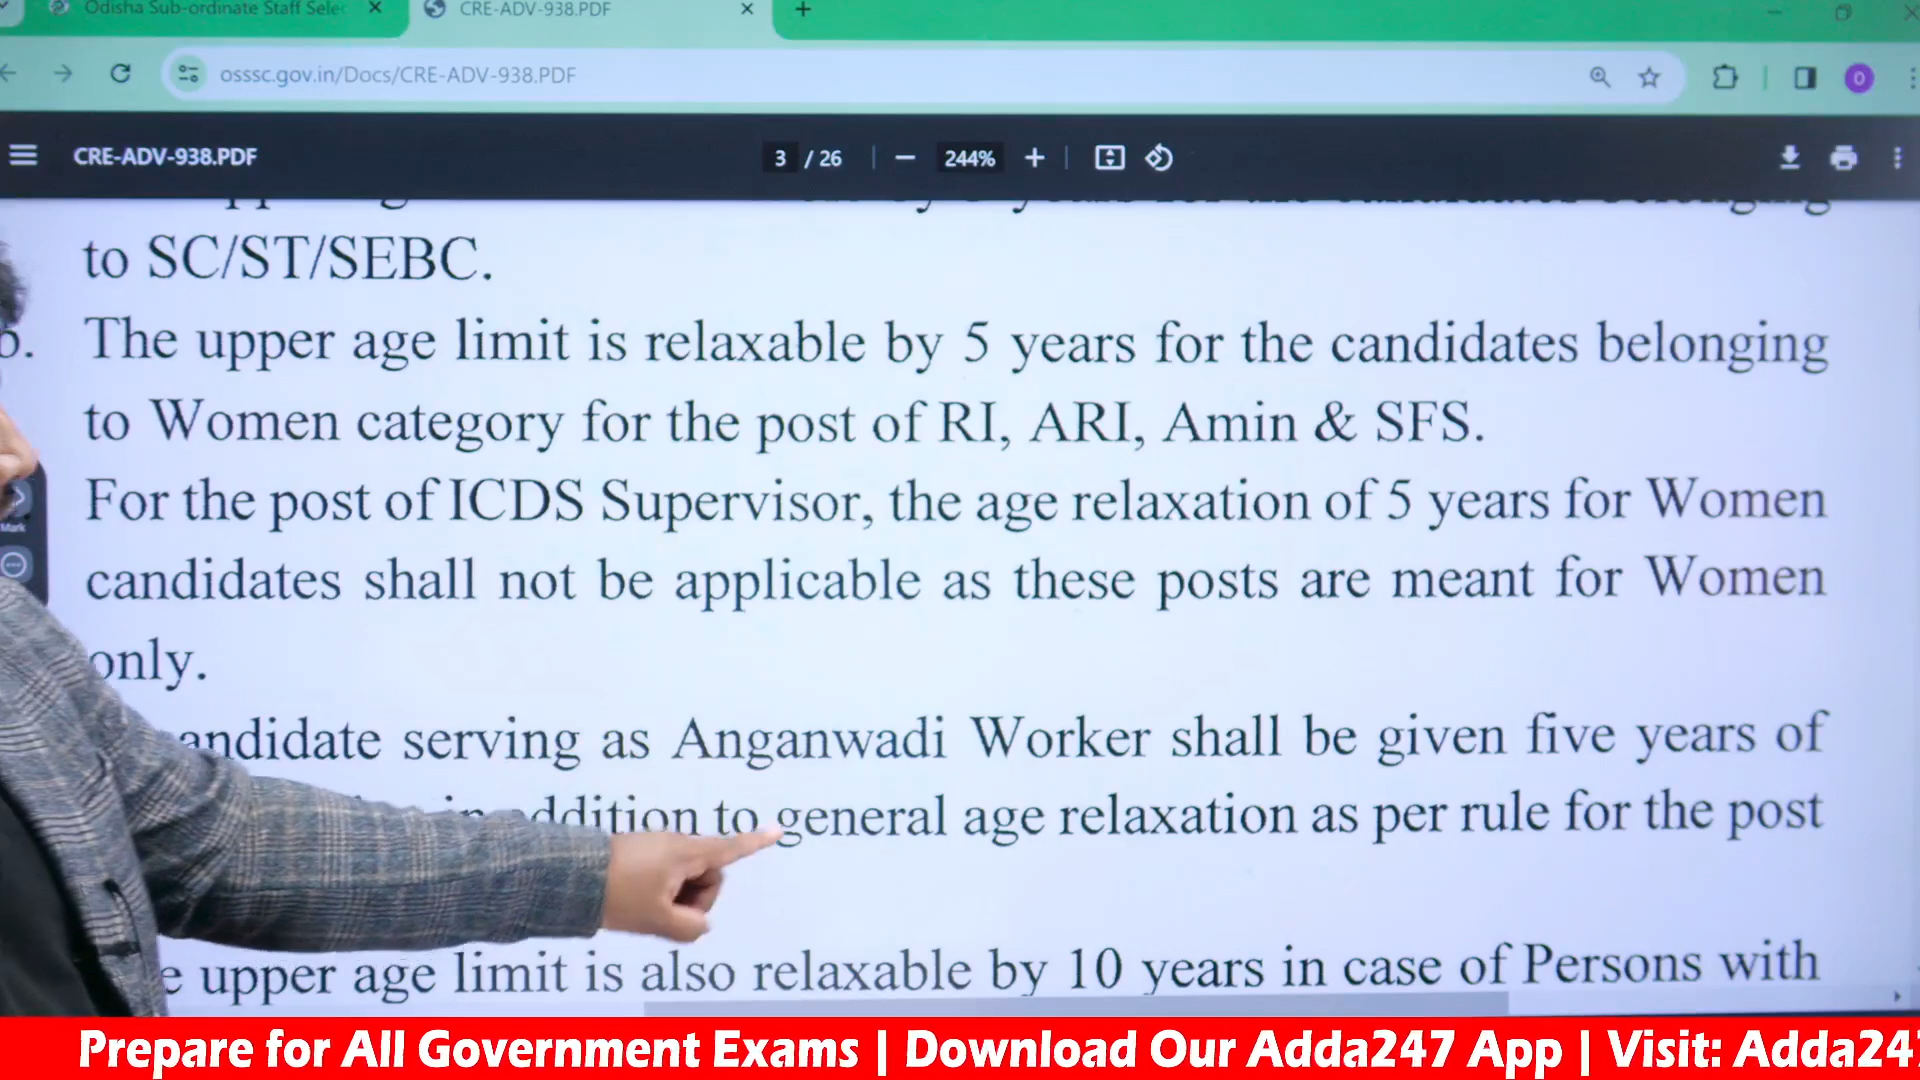 Odisha Sub-ordinate Staff Selec
CRE-ADV-938.PDF
osssc.gov.in/Docs/CRE-ADV-938.PDF
O
CRE-ADV-938.PDF
3 / 26
244%
to SC/ST/SEBC.
b. The upper age limit is relaxable by 5 years for the candidates belonging
to Women category for the post of RI, ARI, Amin & SFS.
For the post of ICDS Supervisor, the age relaxation of 5 years for Women
candidates shall not be applicable as these posts are meant for Women
only.
andidate serving as Anganwadi Worker shall be given five years of
in addition to general age relaxation as per rule for the post
e upper age limit is also relaxable by 10 years in case of Persons with
Mark
Prepare for All Government Exams | Download Our Adda247 App | Visit: Adda247